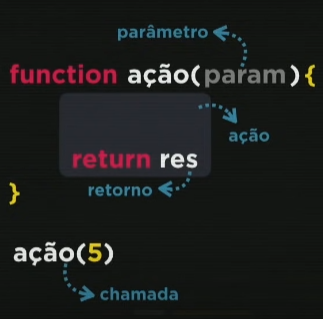 parâmetro
function ação(param){
ação
return res
retorno
}
ação(5)
chamada